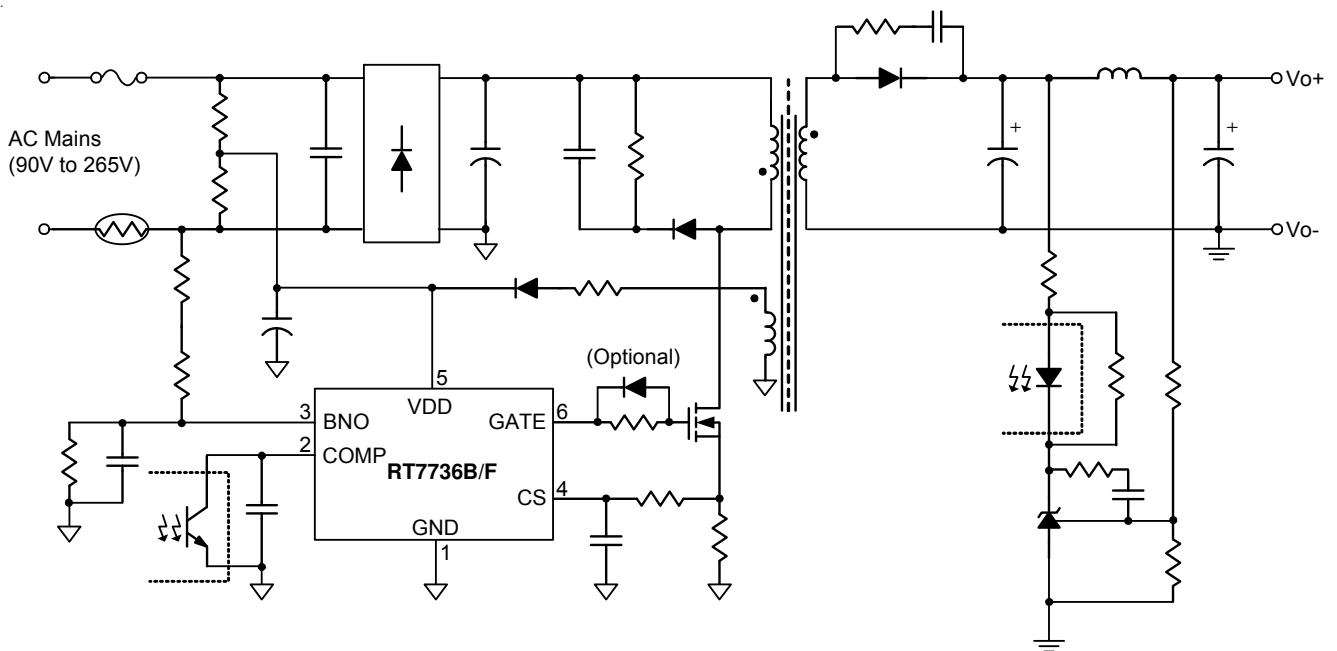 Vo+
AC Mains
(90V to 265V)
+
+
Vo-
(Optional)
5
VDD
3
BNO
GATE
6
2
COMP
RT7736B/F
CS
4
GND
1